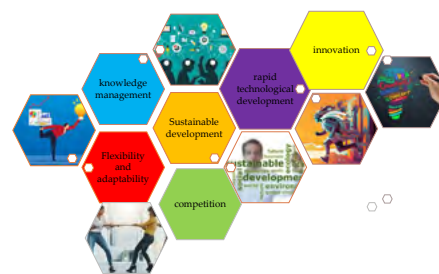 innovation
rapid
technological
development
knowledge
management
Sustainable
development
Flexibility
and
adaptability
competition